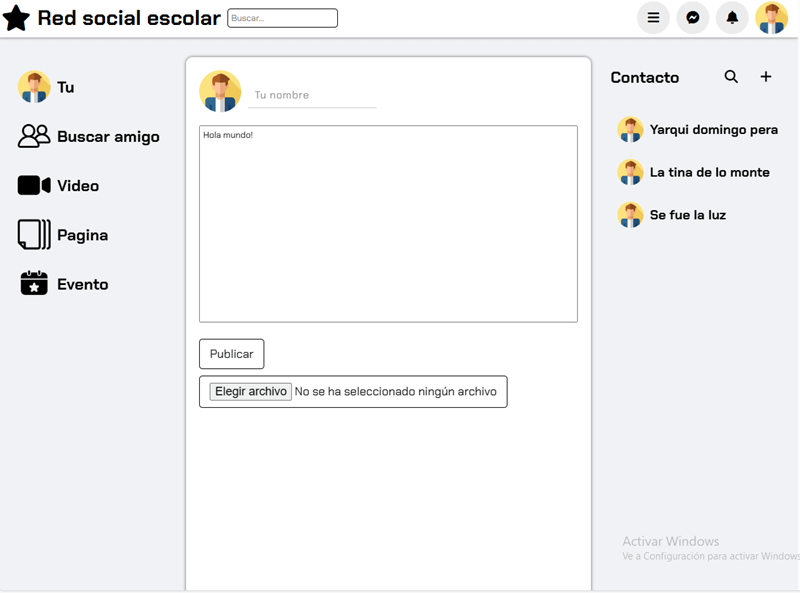 Red social escolar
Buscar...
Tu
Buscar amigo
Video
Pagina
Evento
Tu nombre
Hola mundo!
Publicar
Elegir archivo No se ha seleccionado ningún archivo
Contacto
Yarqui domingo pera
La tina de lo monte
Se fue la luz
Activar Windows
Ve a Configuración para activar Windows